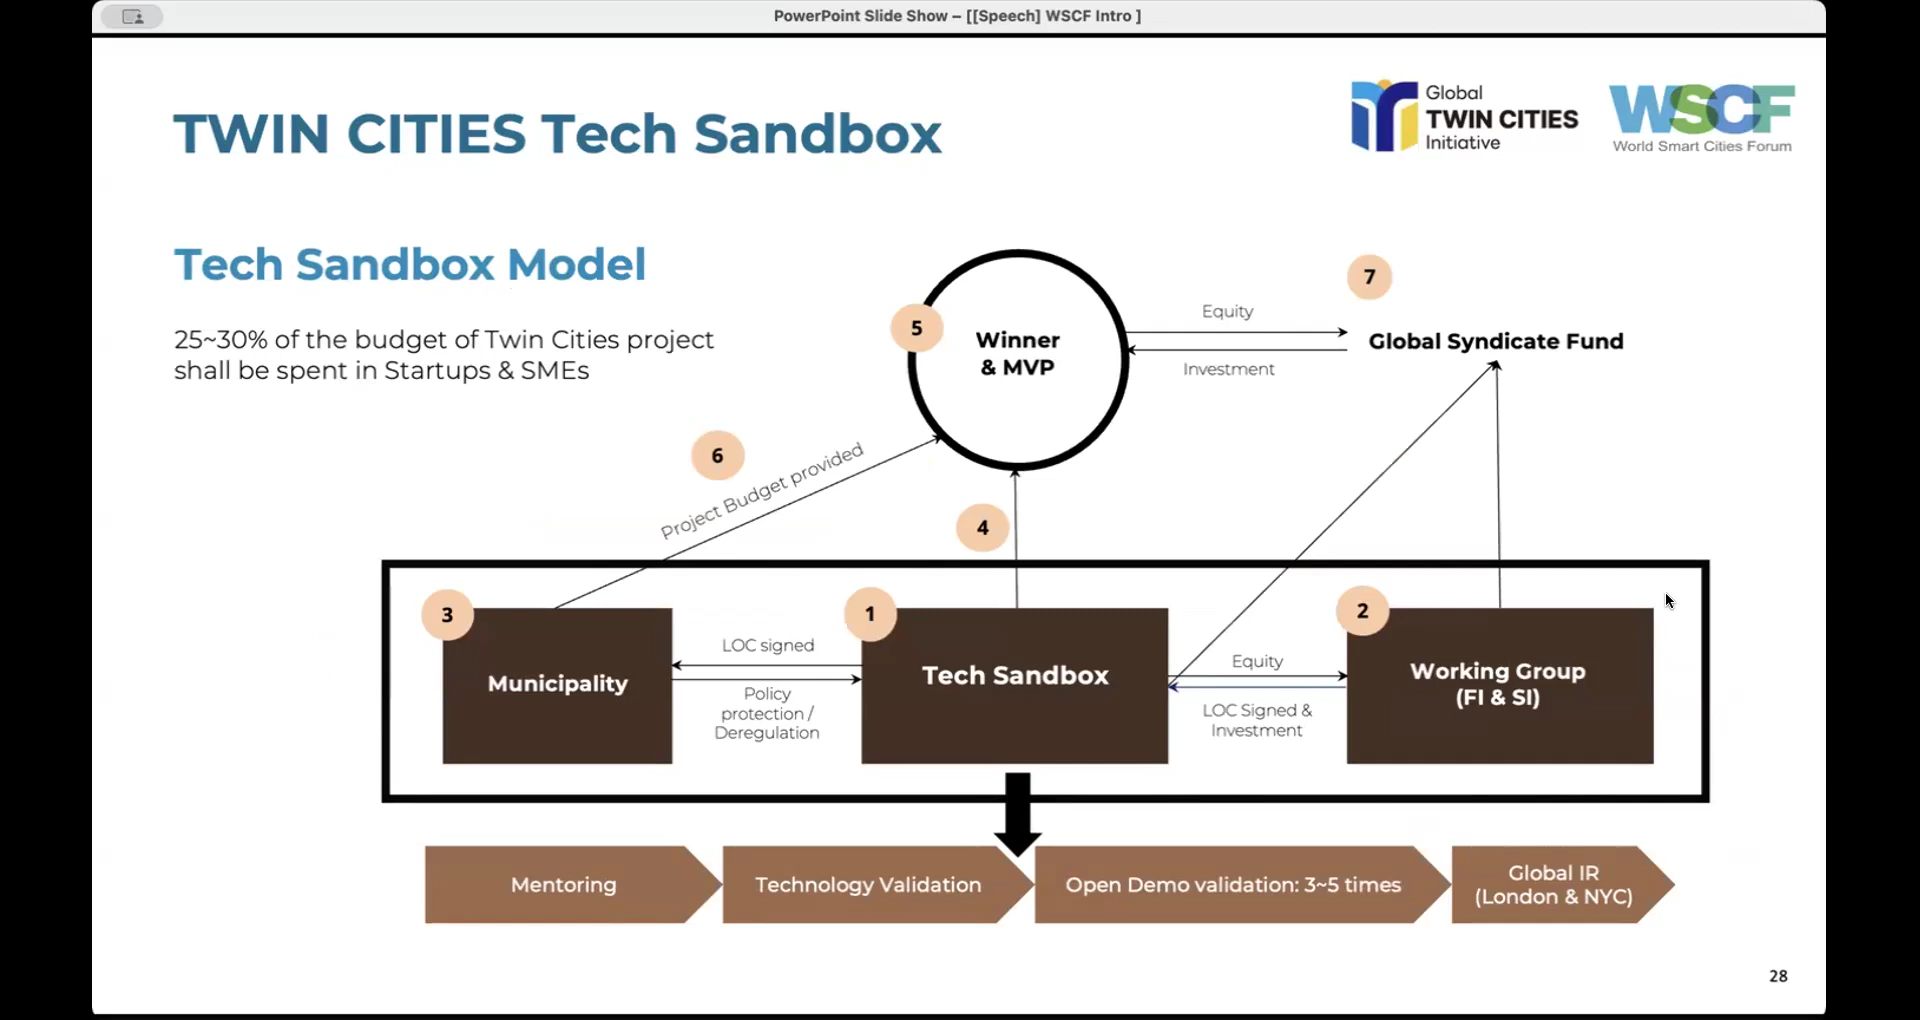 PowerPoint Slide Show – [[Speech] WSCF Intro ]
TWIN CITIES Tech Sandbox
Global
TWIN CITIES
Initiative
WSCF
World Smart Cities Forum
Tech Sandbox Model
25~30% of the budget of Twin Cities project
shall be spent in Startups & SMEs
5
Winner
& MVP
Equity
Investment
7
Global Syndicate Fund
6
Project Budget provided
4
3
Municipality
LOC signed
Policy
protection /
Deregulation
1
Tech Sandbox
Equity
LOC Signed &
Investment
2
Working Group
(FI & SI)
Mentoring
Technology Validation
Open Demo validation: 3~5 times
Global IR
(London & NYC)
28